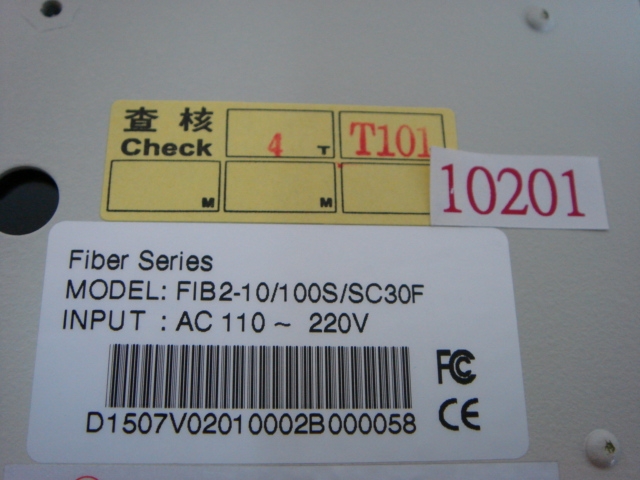 查核
Check
4 T
T101
M
M
10201
Fiber Series
MODEL: FIB2-10/100S/SC30F
INPUT : AC 110 ~ 220V
FC
CE
D1507V02010002B000058